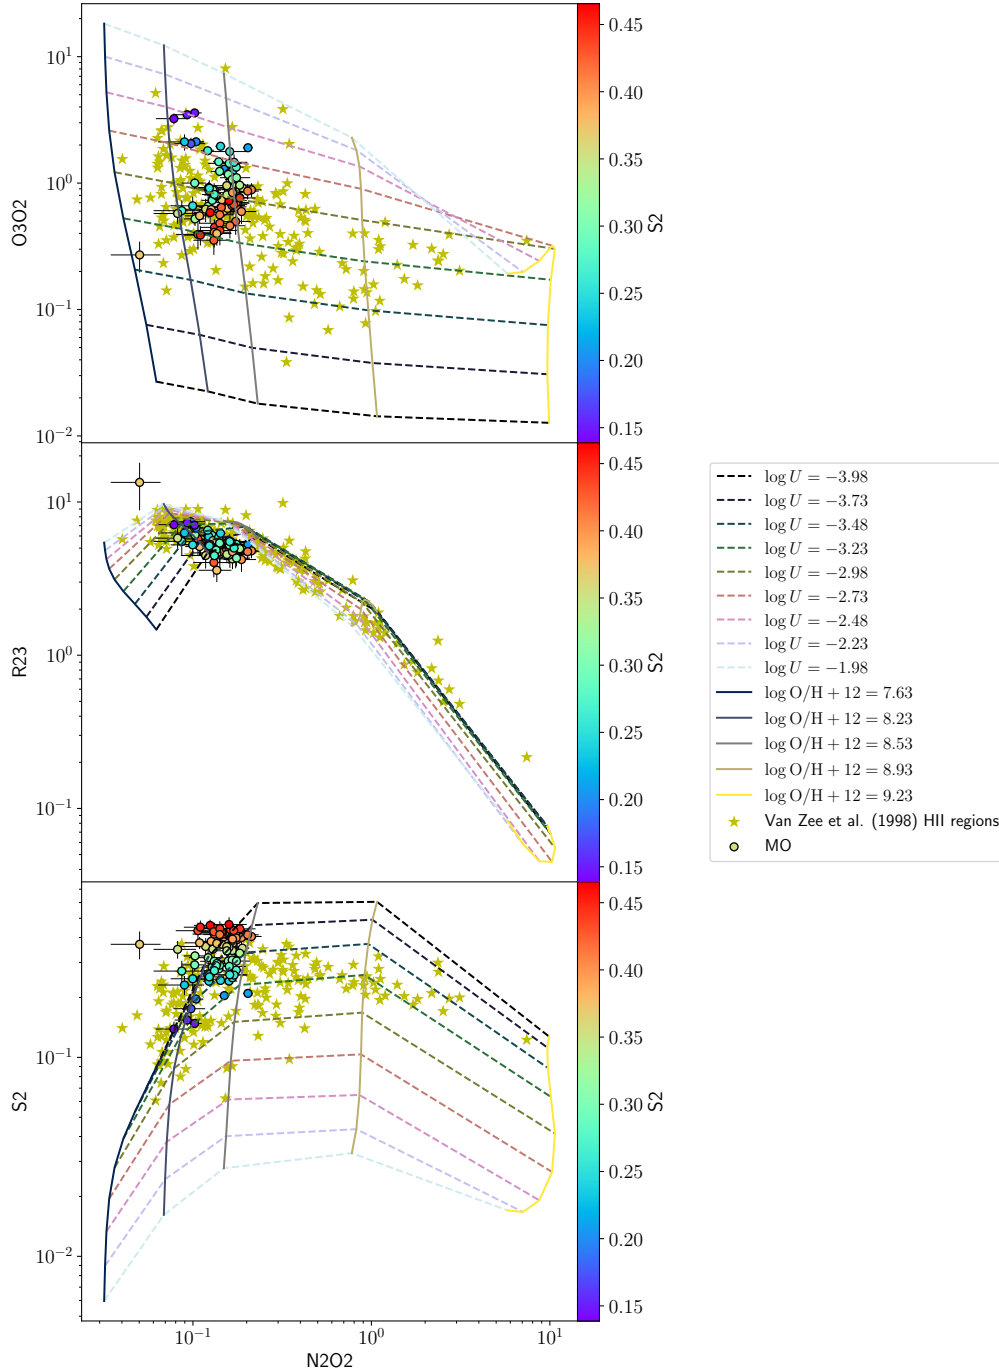 10^1
10^0
10^{-1}
10^{-2}
O3O2
0.45
0.40
0.35
0.30
0.25
0.20
0.15
S2
10^1
10^0
10^{-1}
R23
0.45
0.40
0.35
0.30
0.25
0.20
0.15
S2
10^{-1}
10^{-2}
S2
0.45
0.40
0.35
0.30
0.25
0.20
0.15
S2
10^{-1}
10^0
10^1
N2O2
log U = −3.98
log U = −3.73
log U = −3.48
log U = −3.23
log U = −2.98
log U = −2.73
log U = −2.48
log U = −2.23
log U = −1.98
log O/H + 12 = 7.63
log O/H + 12 = 8.23
log O/H + 12 = 8.53
log O/H + 12 = 8.93
log O/H + 12 = 9.23
Van Zee et al. (1998) HII regions
MO